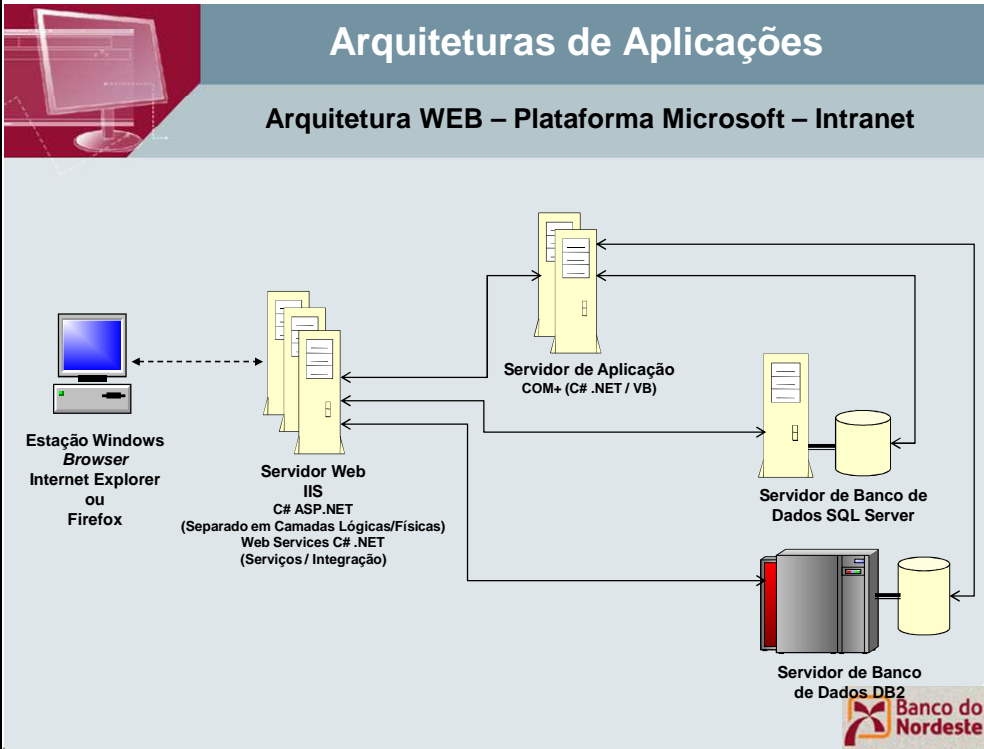 Arquiteturas de Aplicações
Arquitetura WEB – Plataforma Microsoft – Intranet
Servidor de Aplicação
COM+ (C# .NET / VB)
Estação Windows
Browser
Internet Explorer
ou
Firefox
Servidor Web
IIS
C# ASP.NET
(Separado em Camadas Lógicas/Físicas)
Web Services C# .NET
(Serviços / Integração)
Servidor de Banco de
Dados SQL Server
Servidor de Banco
de Dados DB2
Banco do
Nordeste